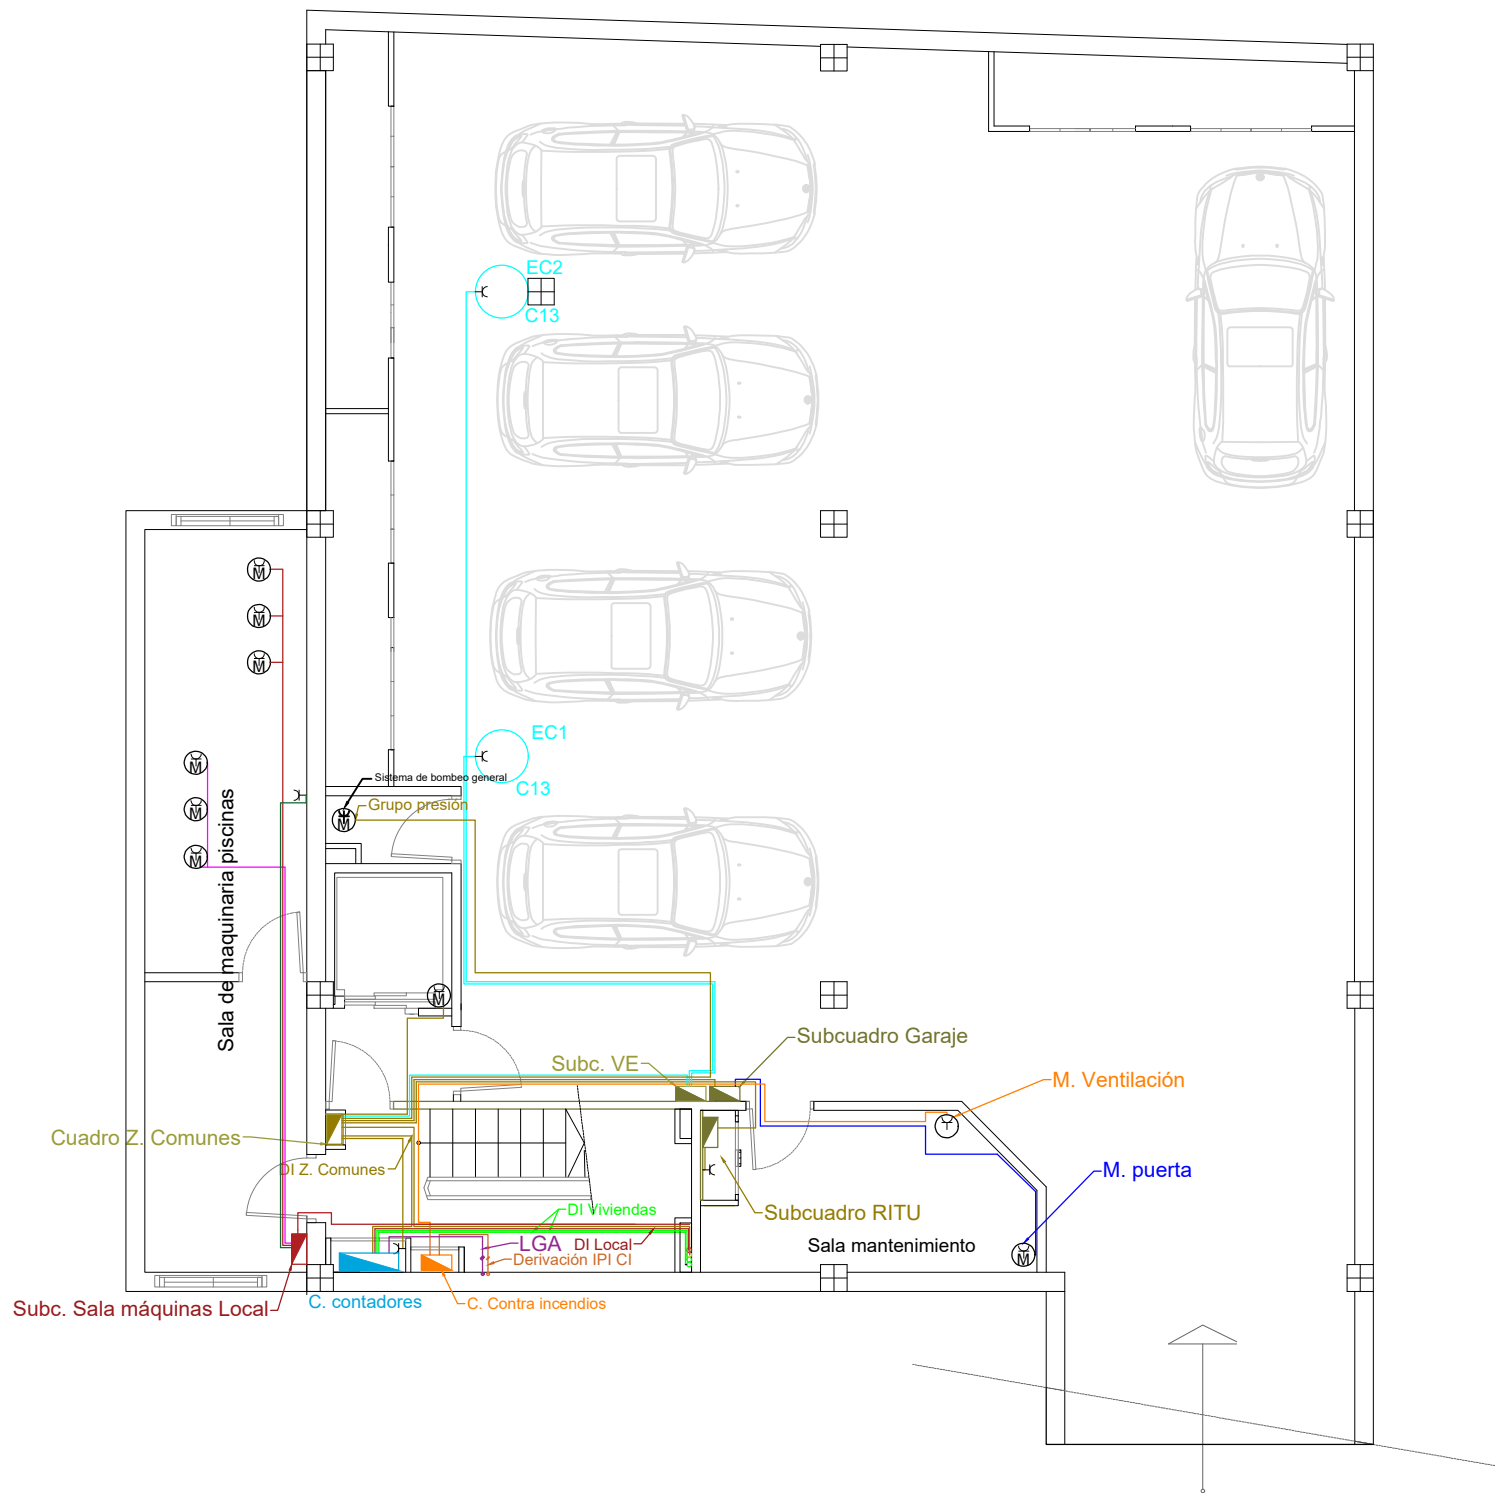 EC2
C13
EC1
Sistema de bombeo general
C13
Grupo presión
M
M
M
M
M
M
M
M
Sala de maquinaria piscinas
Subcuadro Garaje
Subc. VE
M. Ventilación
Cuadro Z. Comunes
DI Z. Comunes
M. puerta
DI Viviendas
Subcuadro RITU
LGA
DI Local
Sala mantenimiento
Derivación IPI CI
M
C. contadores
C. Contra incendios
Subc. Sala máquinas Local